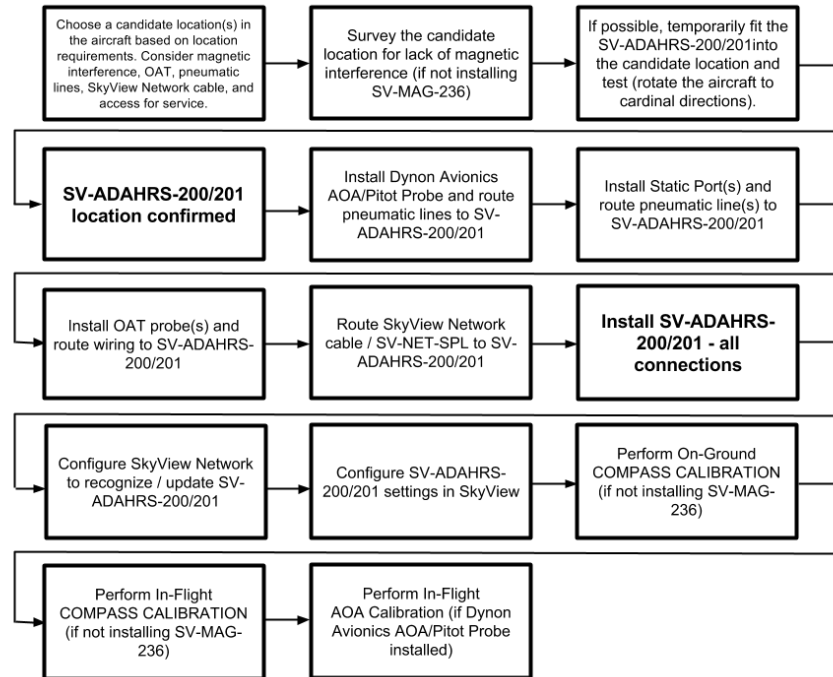 Choose a candidate location(s) in
the aircraft based on location
requirements. Consider magnetic
interference, OAT, pneumatic
lines, SkyView Network cable, and
access for service.
Survey the candidate
location for lack of magnetic
interference (if not installing
SV-MAG-236)
If possible, temporarily fit the
SV-ADAHRS-200/201into
the candidate location and
test (rotate the aircraft to
cardinal directions).
SV-ADAHRS-200/201
location confirmed
Install Dynon Avionics
AOA/Pitot Probe and route
pneumatic lines to SV-
ADAHRS-200/201
Install Static Port(s) and
route pneumatic line(s) to
SV-ADAHRS-200/201
Install OAT probe(s) and
route wiring to SV-ADAHRS-
200/201
Route SkyView Network
cable / SV-NET-SPL to SV-
ADAHRS-200/201
Install SV-ADAHRS-
200/201 - all
connections
Configure SkyView Network
to recognize / update SV-
ADAHRS-200/201
Configure SV-ADAHRS-
200/201 settings in SkyView
Perform On-Ground
COMPASS CALIBRATION
(if not installing SV-MAG-
236)
Perform In-Flight
COMPASS CALIBRATION
(if not installing SV-MAG-
236)
Perform In-Flight
AOA Calibration (if Dynon
Avionics AOA/Pitot Probe
installed)